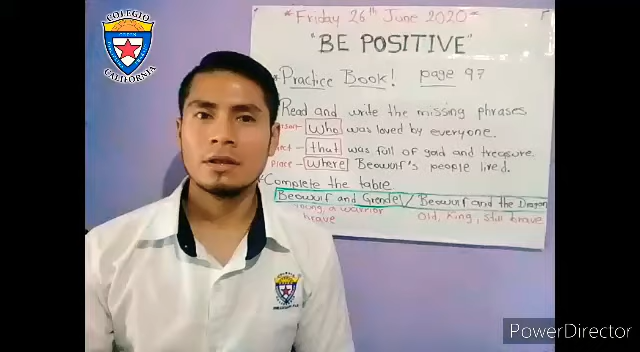 COLEGIO
CALIFORNIA
* Friday 26th June 2020 *
"BE POSITIVE"
* Practice Book! page 97
Read and write the missing phrases
Who was loved by everyone.
that was full of gold and treasure.
Place - where Beowulf's people lived.
* Complete the table
Beowulf and Grendel / Beowulf and the Dragon
Young, a warrior
brave
Old, King, still brave
PowerDirector